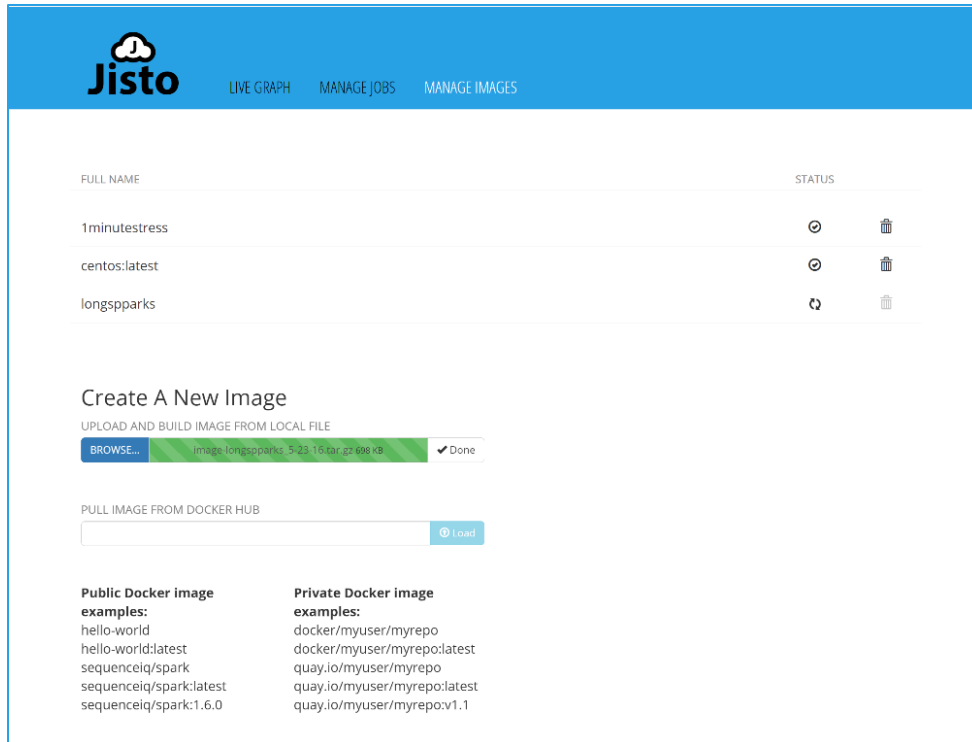 J
Jisto
LIVE GRAPH MANAGE JOBS MANAGE IMAGES
FULL NAME STATUS
1minutestress
centos:latest
longspparks
Create A New Image
UPLOAD AND BUILD IMAGE FROM LOCAL FILE
BROWSE... image-longspparks_5-23-16.tar.gz 698 KB Done
PULL IMAGE FROM DOCKER HUB
Load
Public Docker image
examples:
hello-world
hello-world:latest
sequenceiq/spark
sequenceiq/spark:latest
sequenceiq/spark:1.6.0
Private Docker image
examples:
docker/myuser/myrepo
docker/myuser/myrepo:latest
quay.io/myuser/myrepo
quay.io/myuser/myrepo:latest
quay.io/myuser/myrepo:v1.1